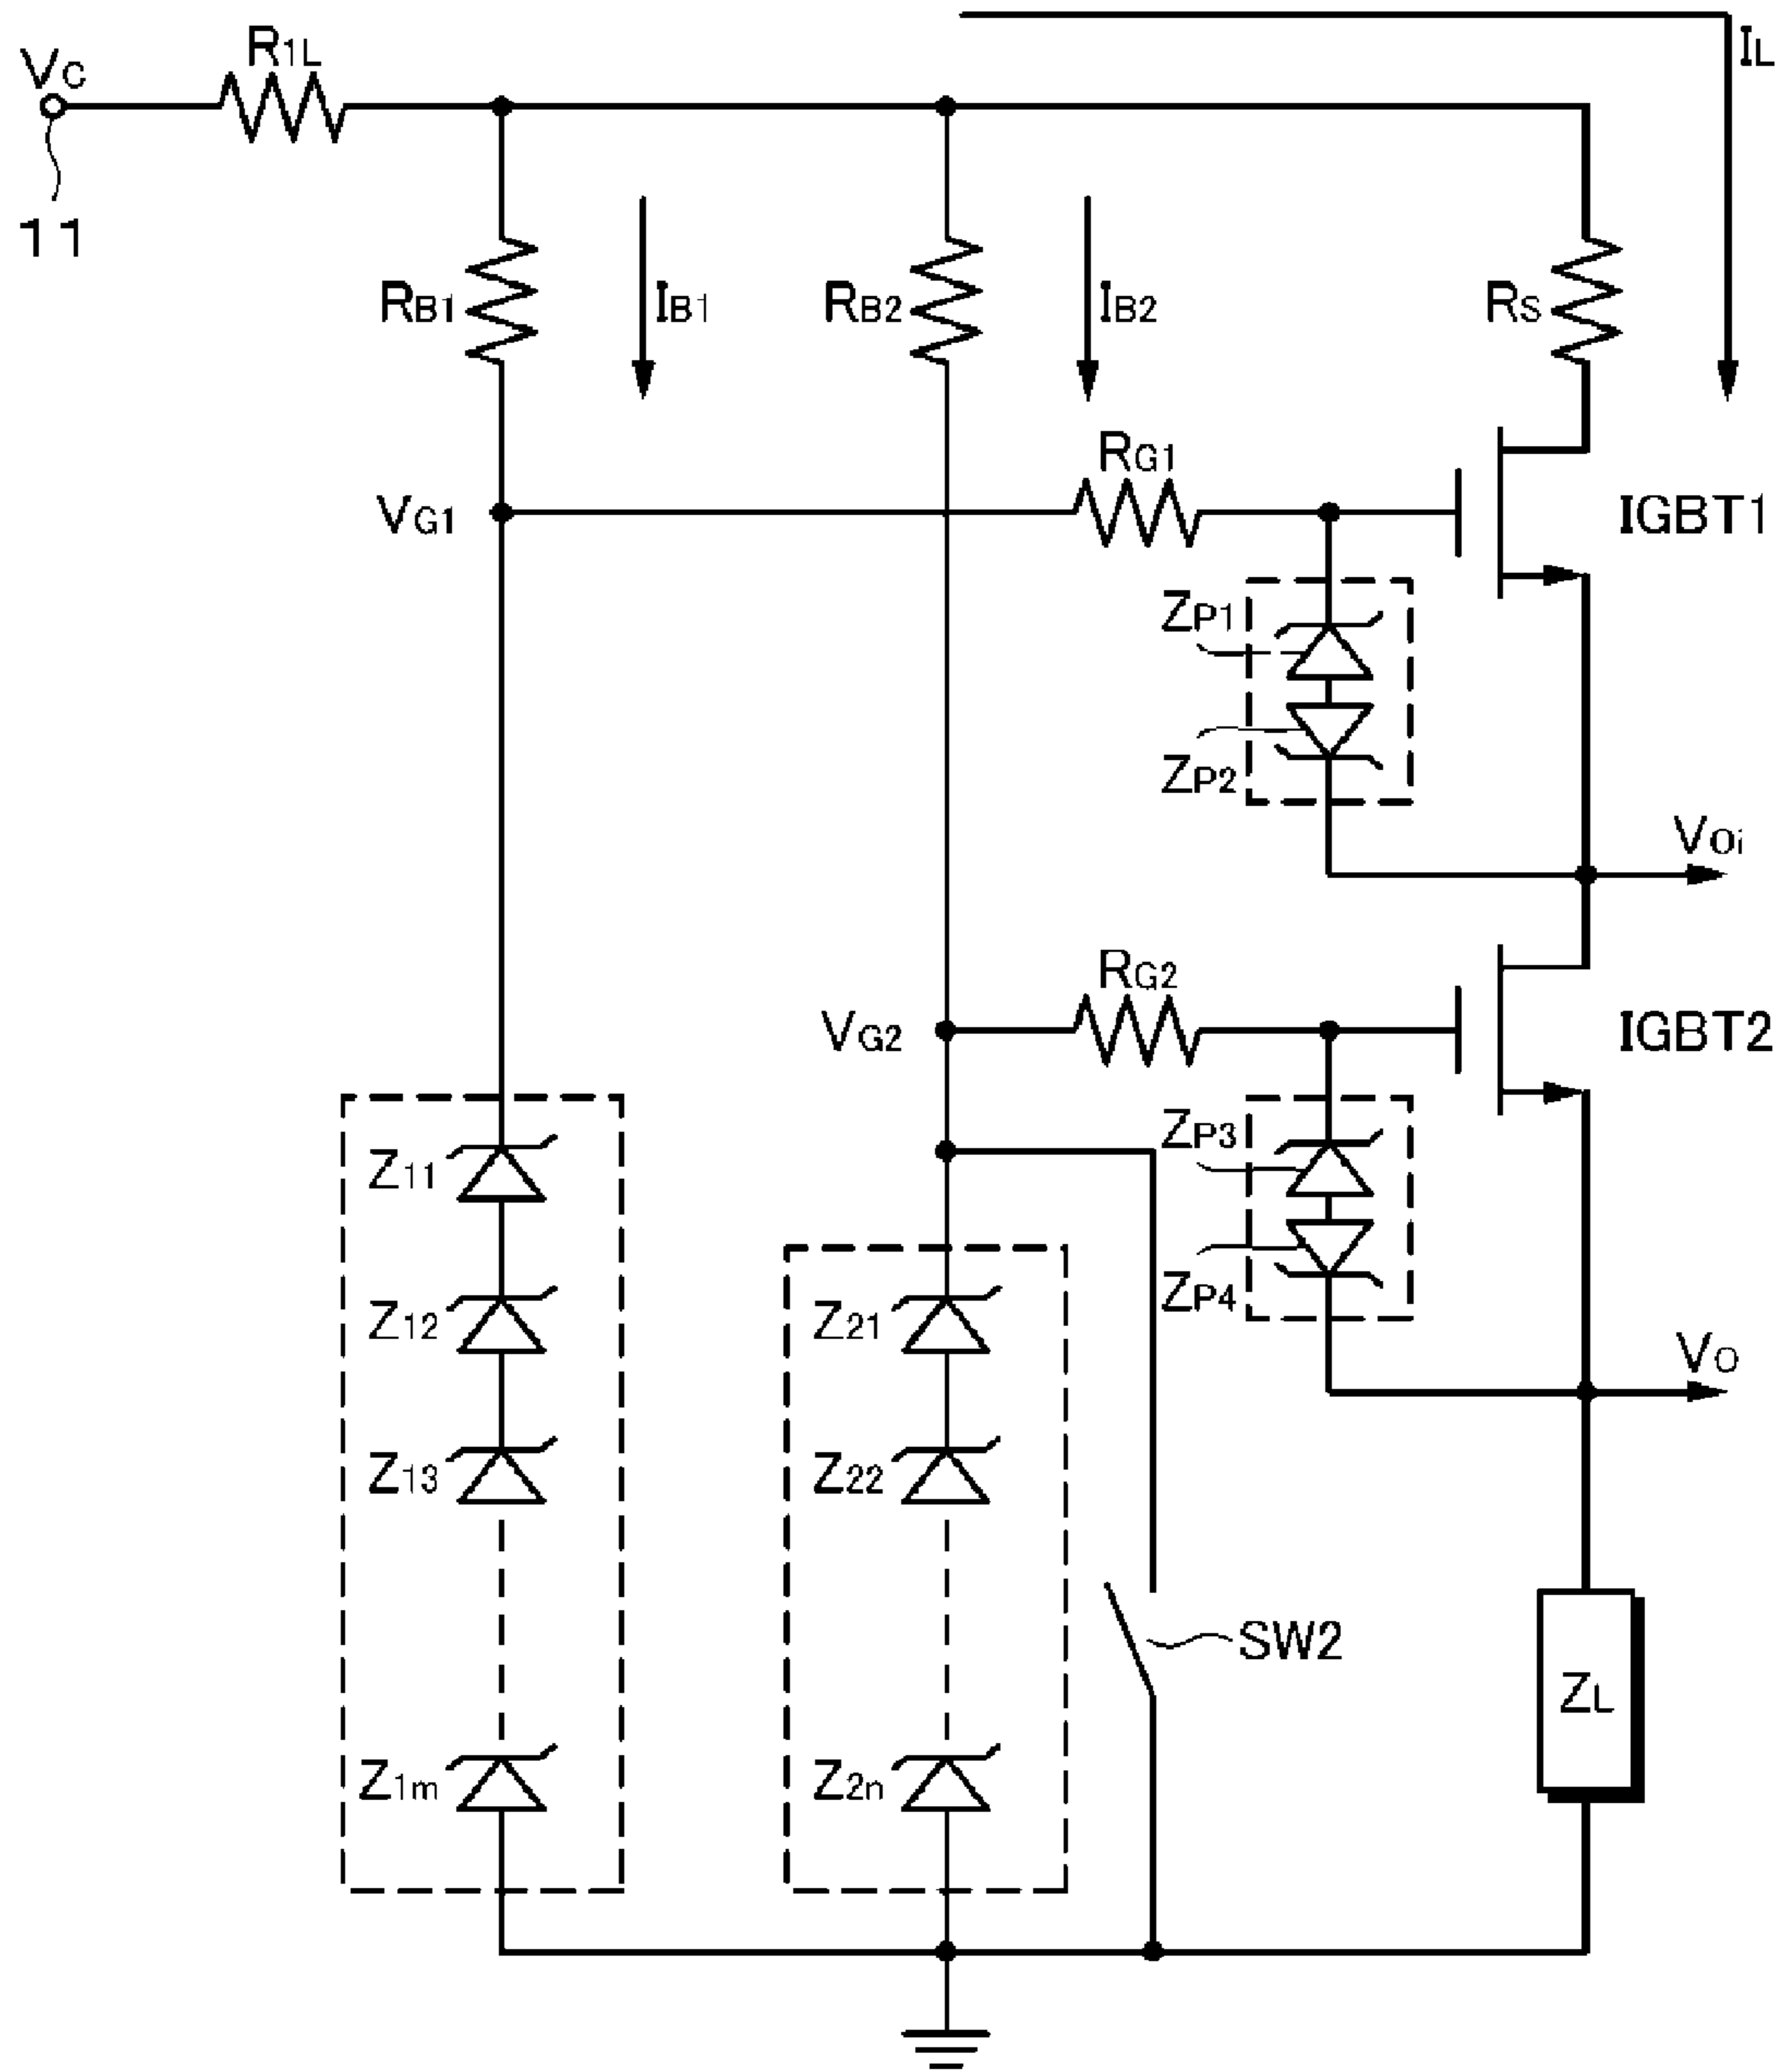 R1L
IL
VC
11
RB1
IB1
RB2
IB2
RS
RG1
VG1
IGBT1
ZP1
ZP2
VOi
RG2
VG2
IGBT2
ZP3
Z11
ZP4
Z12
Z21
VO
Z13
Z22
SW2
ZL
Z1m
Z2n